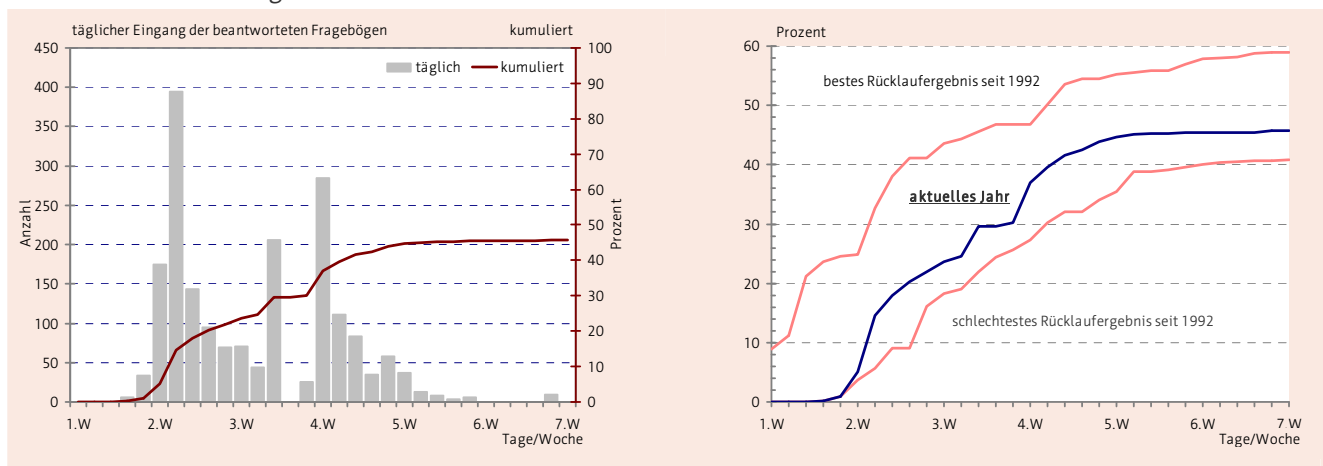 täglicher Eingang der beantworteten Fragebögen
kumuliert
450
400
350
300
250
200
150
100
50
0
Anzahl
täglich
kumuliert
100
90
80
70
60
50
40
30
20
10
0
Prozent
1.W
2.W
3.W
4.W
5.W
6.W
7.W
Tage/Woche
Prozent
60
50
40
30
20
10
0
bestes Rücklaufergebnis seit 1992
aktuelles Jahr
schlechtestes Rücklaufergebnis seit 1992
1.W
2.W
3.W
4.W
5.W
6.W
7.W
Tage/Woche